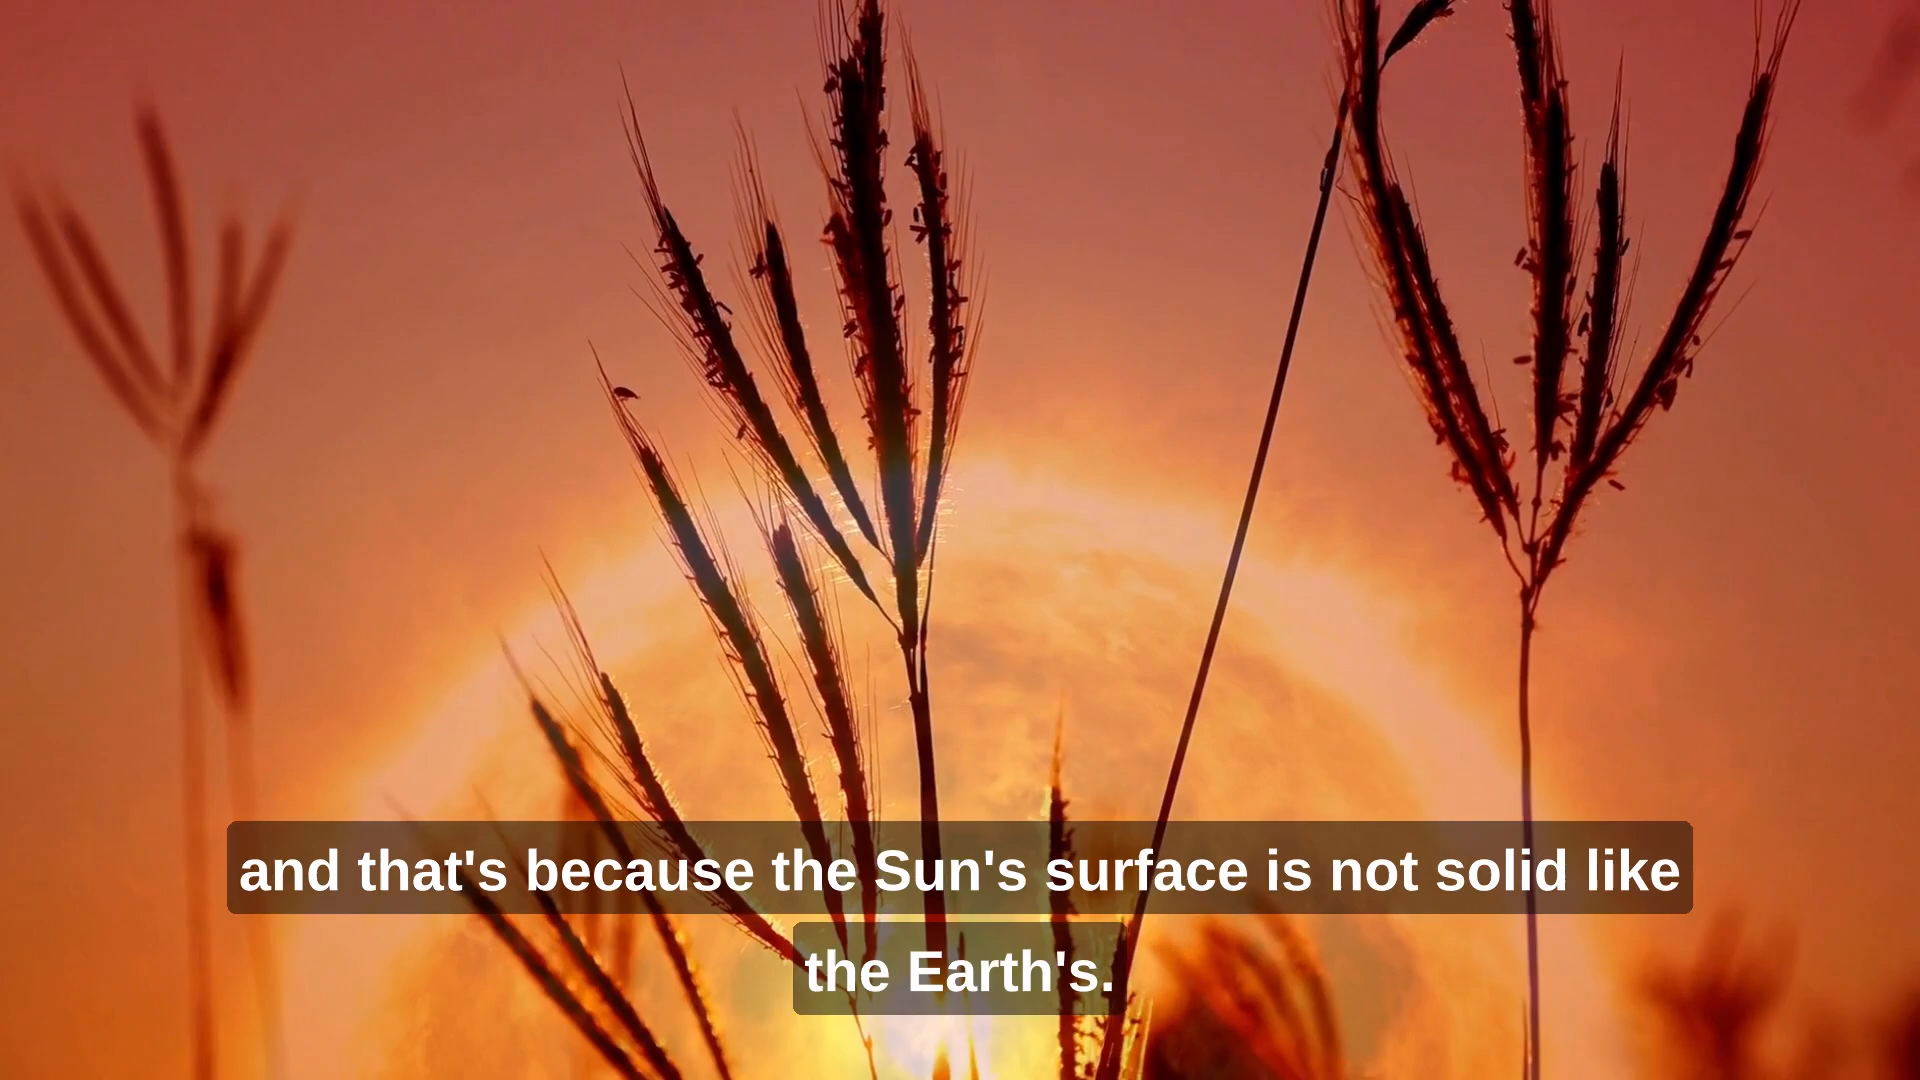 and that's because the Sun's surface is not solid like
the Earth's.